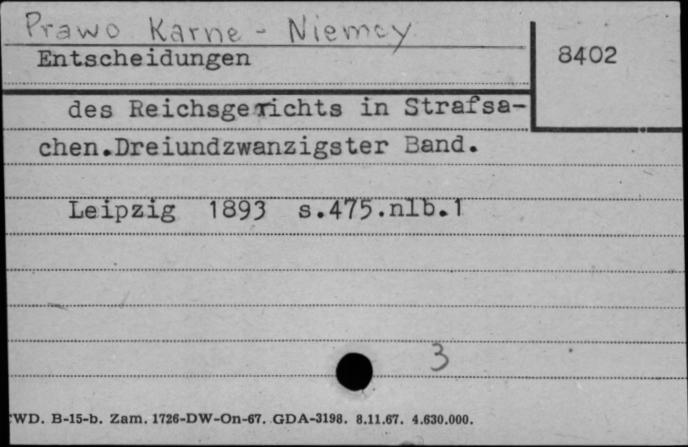 Prawo Karne - Niemcy
Entscheidungen
8402
des Reichsgerichts in Strafsa-
chen.Dreiundzwanzigster Band.
Leipzig 1893 s.475.nlb.1
3
WD. B-15-b. Zam. 1726-DW-On-67. GDA-3198. 8.11.67. 4.630.000.